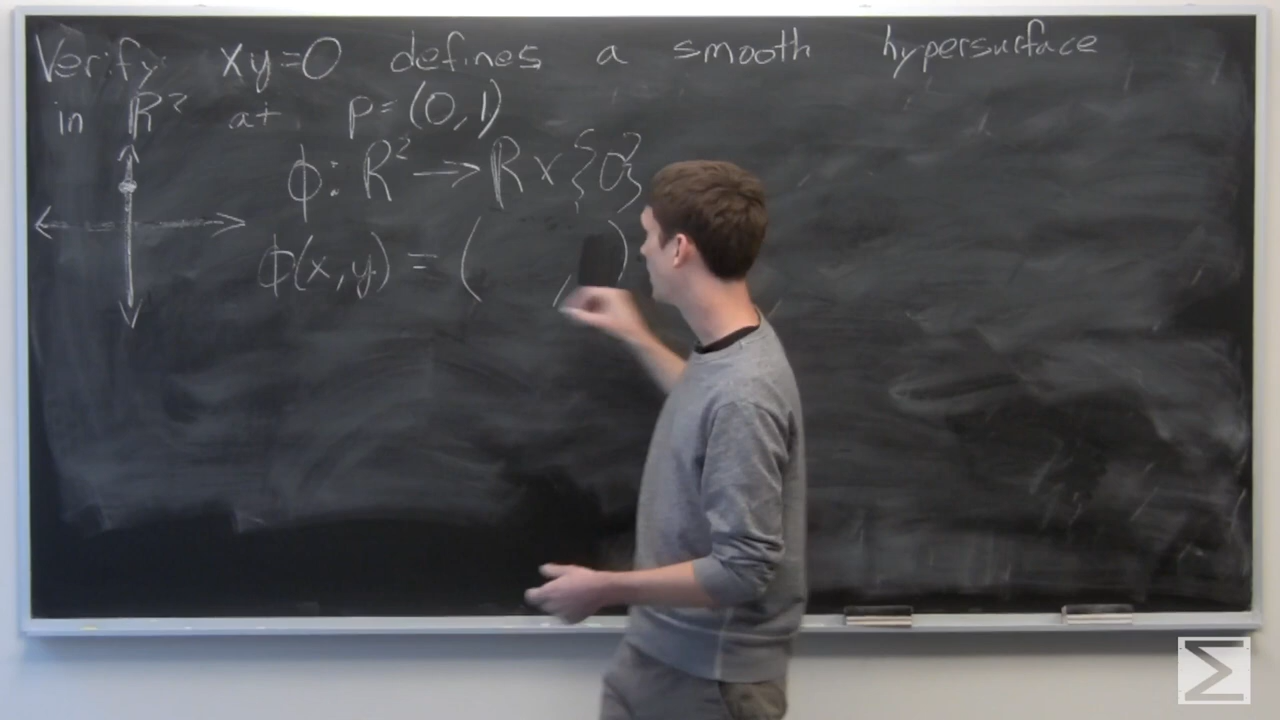 Verify xy=0 defines a smooth hypersurface
in ℝ² at p=(0,1)
ϕ: ℝ² → ℝ × {0}
ϕ(x,y) = ( , )
Σ